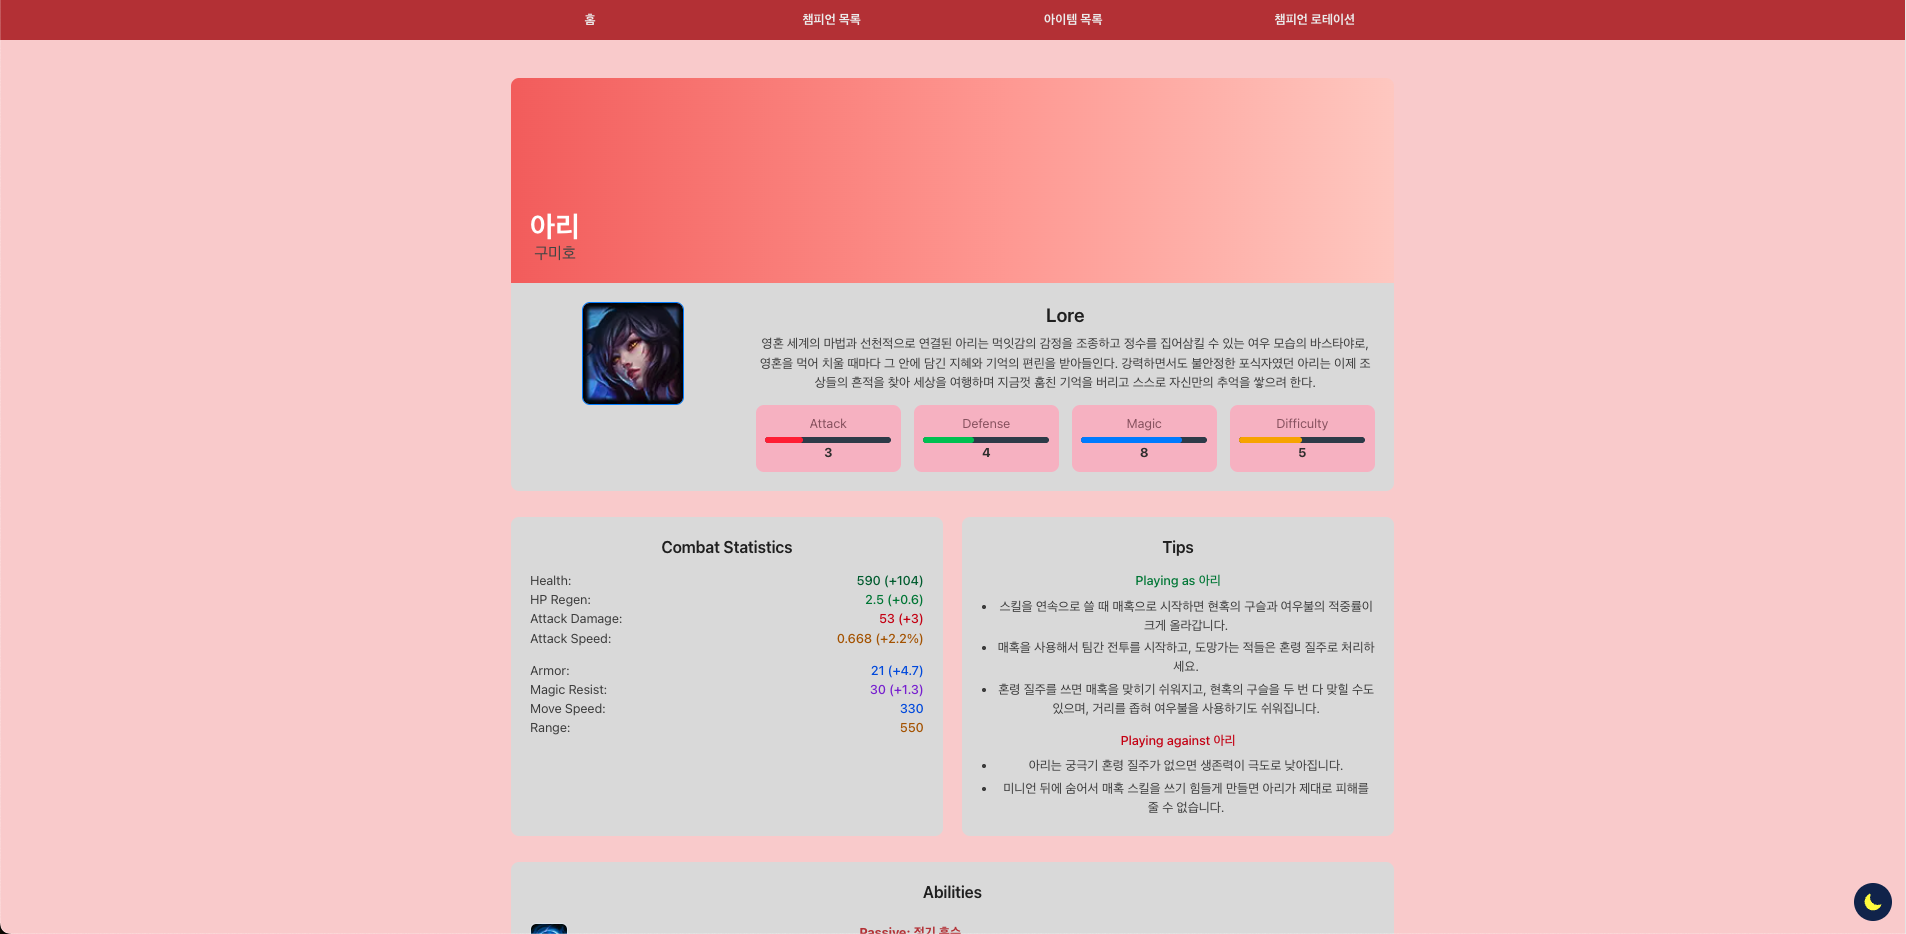 홈 챔피언 목록 아이템 목록 챔피언 로테이션
아리
구미호
Lore
영혼 세계의 마법과 선천적으로 연결된 아리는 먹잇감의 감정을 조종하고 정수를 집어삼킬 수 있는 여우 모습의 바스타야로,
영혼을 먹어 치울 때마다 그 안에 담긴 지혜와 기억의 편린을 받아들인다. 강력하면서도 불안정한 포식자였던 아리는 이제 조
상들의 흔적을 찾아 세상을 여행하며 지금껏 훔친 기억을 버리고 스스로 자신만의 추억을 쌓으려 한다.
Attack Defense Magic Difficulty
3 4 8 5
Combat Statistics
Health: 590 (+104)
HP Regen: 2.5 (+0.6)
Attack Damage: 53 (+3)
Attack Speed: 0.668 (+2.2%)
Armor: 21 (+4.7)
Magic Resist: 30 (+1.3)
Move Speed: 330
Range: 550
Tips
Playing as 아리
• 스킬을 연속으로 쓸 때 매혹으로 시작하면 현혹의 구슬과 여우불의 적중률이
크게 올라갑니다.
• 매혹을 사용해서 팀간 전투를 시작하고, 도망가는 적들은 혼령 질주로 처리하
세요.
• 혼령 질주를 쓰면 매혹을 맞히기 쉬워지고, 현혹의 구슬을 두 번 다 맞힐 수도
있으며, 거리를 좁혀 여우불을 사용하기도 쉬워집니다.
Playing against 아리
• 아리는 궁극기 혼령 질주가 없으면 생존력이 극도로 낮아집니다.
• 미니언 뒤에 숨어서 매혹 스킬을 쓰기 힘들게 만들면 아리가 제대로 피해를
줄 수 없습니다.
Abilities
Passive: